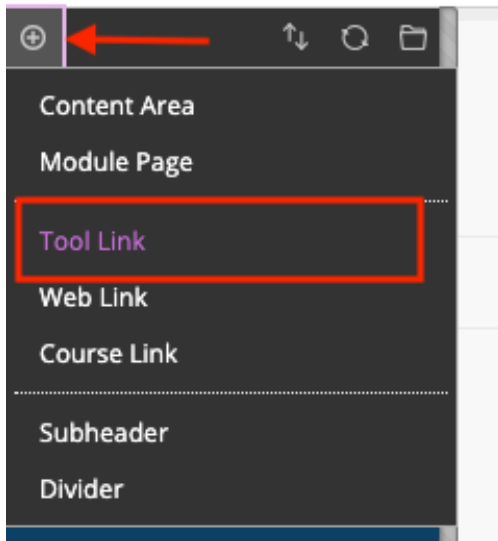 Content Area
Module Page
Tool Link
Web Link
Course Link
Subheader
Divider